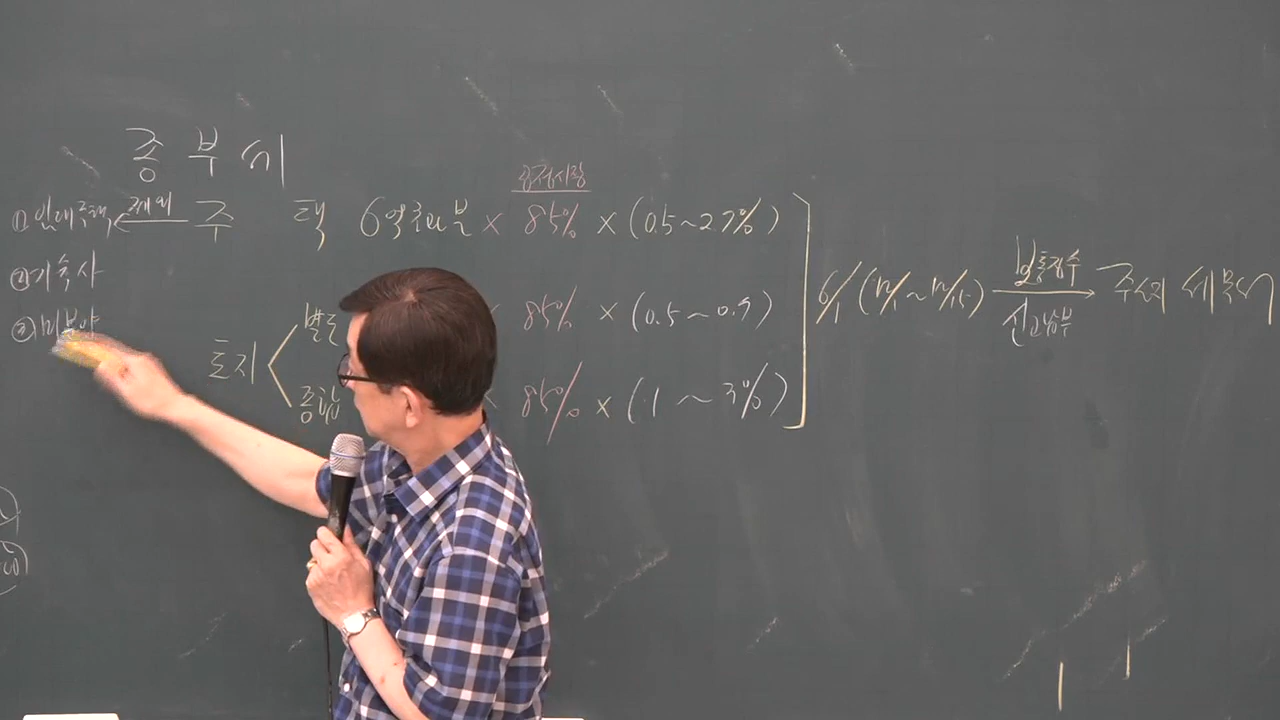 종부세
공정시장
① 임대주택 제외 주 택 6억초과분 × 85% × (0.5~2.7%)
② 기숙사
③ 미분양
토지
별도 85% × (0.5~0.7)
종합 × 85% × (1~3%)
6/1 (12/1~12/15)
보통징수
신고납부
주소지 세무서